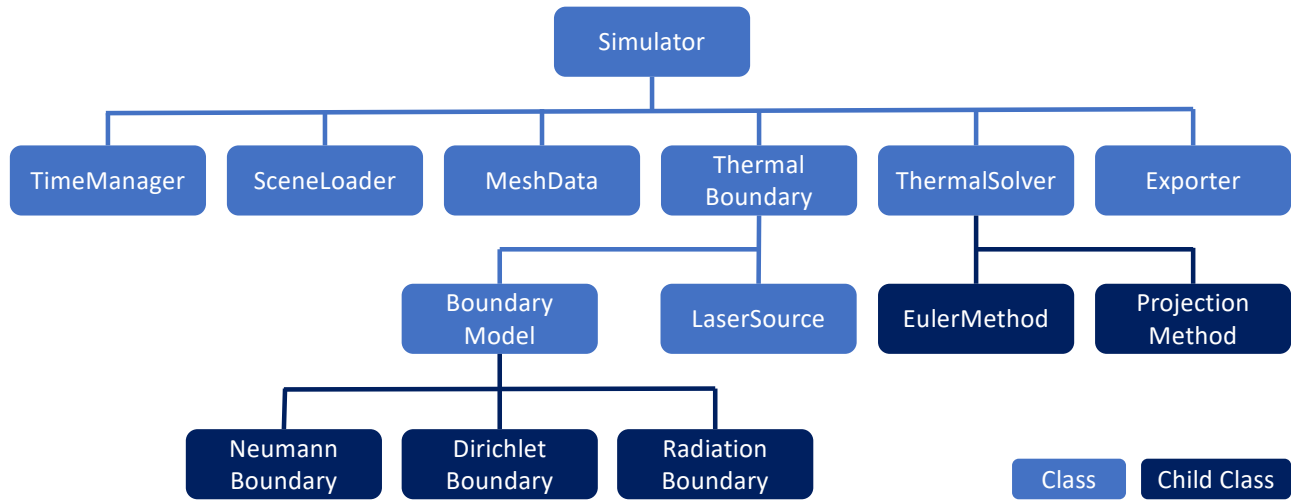 Simulator
TimeManager
SceneLoader
MeshData
Thermal
Boundary
ThermalSolver
Exporter
Boundary
Model
LaserSource
EulerMethod
Projection
Method
Neumann
Boundary
Dirichlet
Boundary
Radiation
Boundary
Class
Child Class